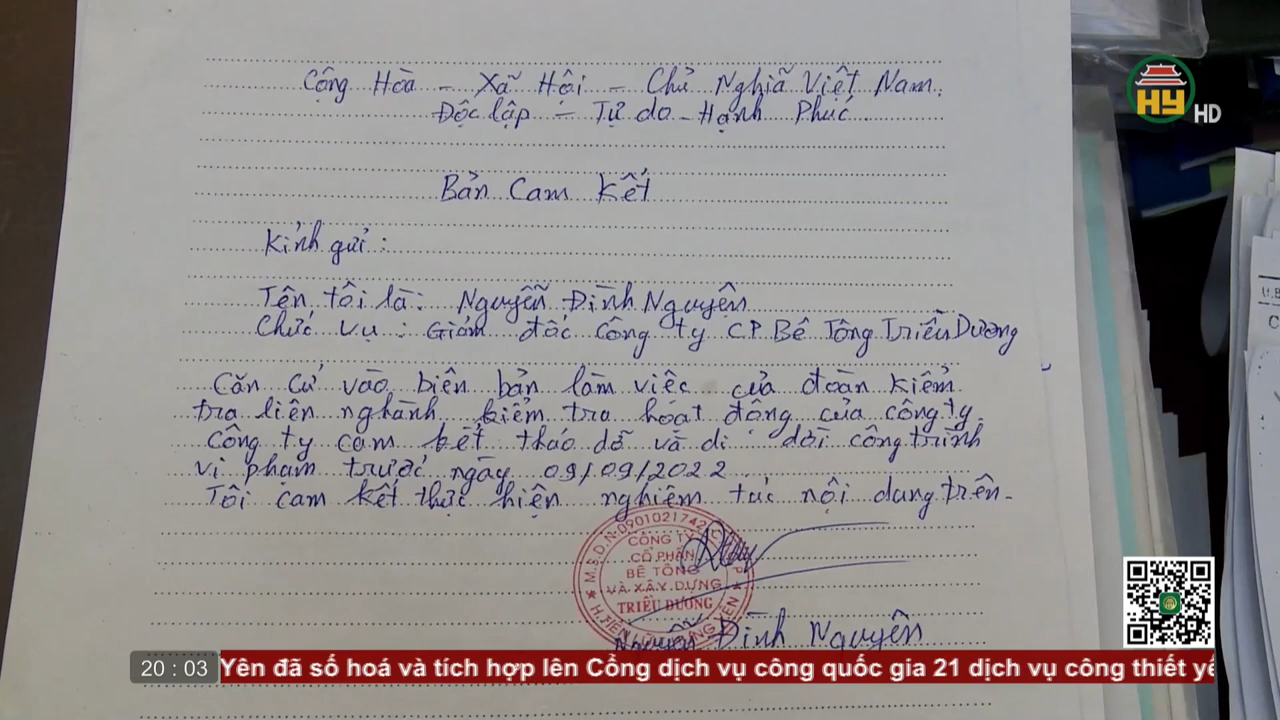 Cộng Hòa - Xã Hội - Chủ Nghiã Việt Nam.
Độc lập - Tự do - Hạnh Phúc
HY HD
Bản Cam Kết
Kính gửi :
Tên tôi là: Nguyễn Đình Nguyện
Chức vụ : Giám đốc Công ty CP Bê Tông Triều Dương
Căn cứ vào biên bản làm việc của đoàn kiểm
tra liên nghành kiểm tra hoạt động của công ty.
Công ty cam kết tháo dỡ và di dời công trình
vi phạm trước ngày 09/09/2022.
Tôi cam kết thực hiện nghiêm túc nội dung trên.
M.S.D.N:0901021742
CÔNG TY
CỔ PHẦN
BÊ TÔNG
VÀ XÂY DỰNG
TRIỀU DƯƠNG
Nguyễn Đình Nguyện
20 : 03 Yên đã số hoá và tích hợp lên Cổng dịch vụ công quốc gia 21 dịch vụ công thiết yế